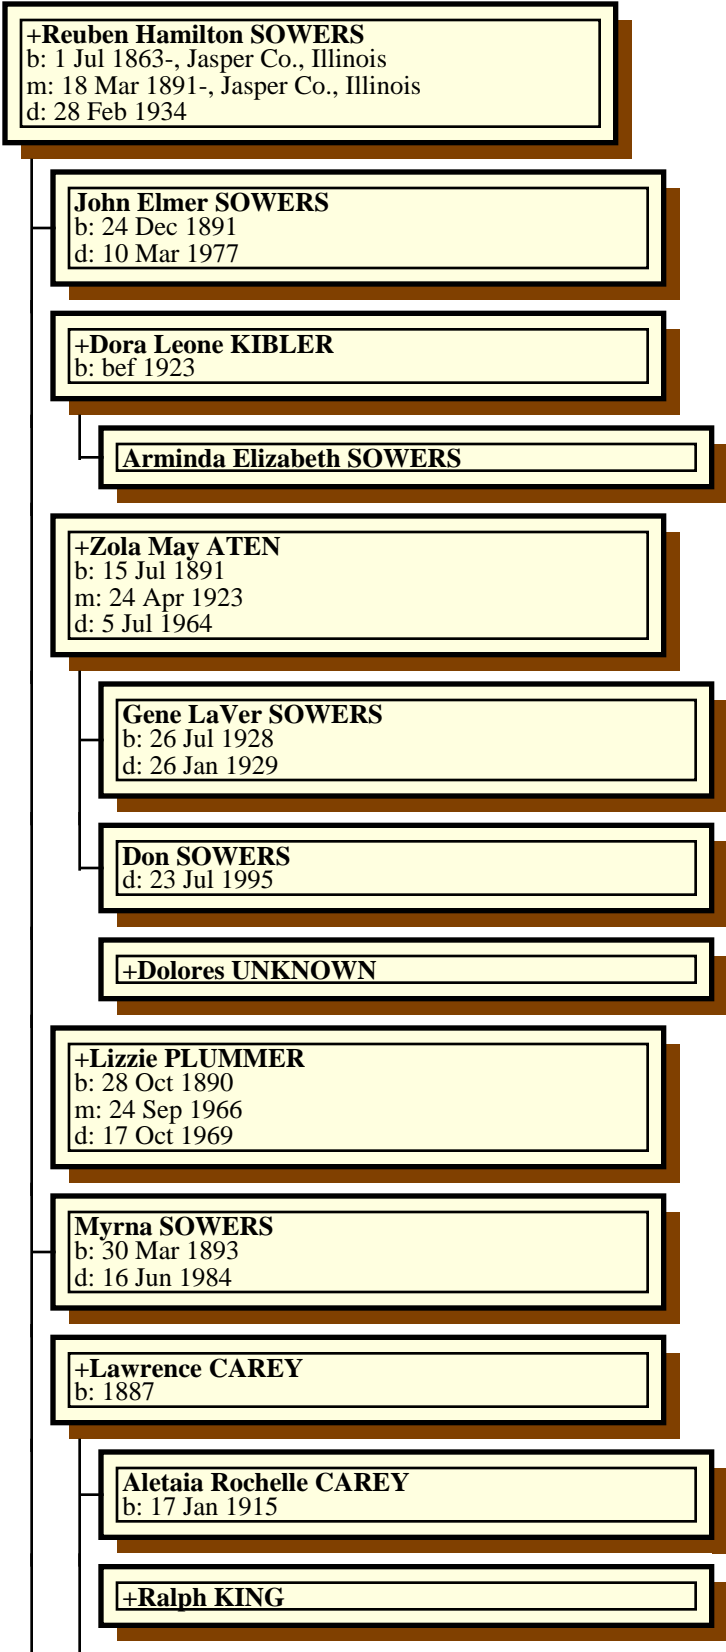 +Reuben Hamilton SOWERS
b: 1 Jul 1863-, Jasper Co., Illinois
m: 18 Mar 1891-, Jasper Co., Illinois
d: 28 Feb 1934
John Elmer SOWERS
b: 24 Dec 1891
d: 10 Mar 1977
+Dora Leone KIBLER
b: bef 1923
Arminda Elizabeth SOWERS
+Zola May ATEN
b: 15 Jul 1891
m: 24 Apr 1923
d: 5 Jul 1964
Gene LaVer SOWERS
b: 26 Jul 1928
d: 26 Jan 1929
Don SOWERS
d: 23 Jul 1995
+Dolores UNKNOWN
+Lizzie PLUMMER
b: 28 Oct 1890
m: 24 Sep 1966
d: 17 Oct 1969
Myrna SOWERS
b: 30 Mar 1893
d: 16 Jun 1984
+Lawrence CAREY
b: 1887
Aletaia Rochelle CAREY
b: 17 Jan 1915
+Ralph KING